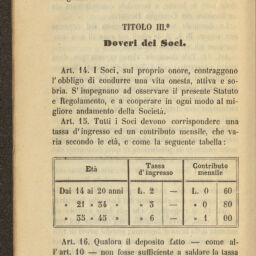 TITOLO III.º
Doveri dei Soci.
Art. 14. I Soci, sul proprio onore, contraggono
l'obbligo di condurre una vita onesta, attiva e so-
bria. S'impegnano ad osservare il presente Statuto
e Regolamento, e a cooperare in ogni modo al mi-
gliore andamento della Società.
Art. 15. Tutti i Soci devono corrispondere una
tassa d'ingresso ed un contributo mensile, che va-
ria secondo le età, e come la seguente tabella:
Età Tassa d'ingresso Contributo mensile
Dai 14 ai 20 anni L. 2 — L. 0 60
» 21 » 34 » » 3 — » 0 80
» 35 » 45 » » 6 — » 1 00
Art. 16. Qualora il deposito fatto — come al-
l'art. 10 — non fosse sufficiente a saldare la tassa